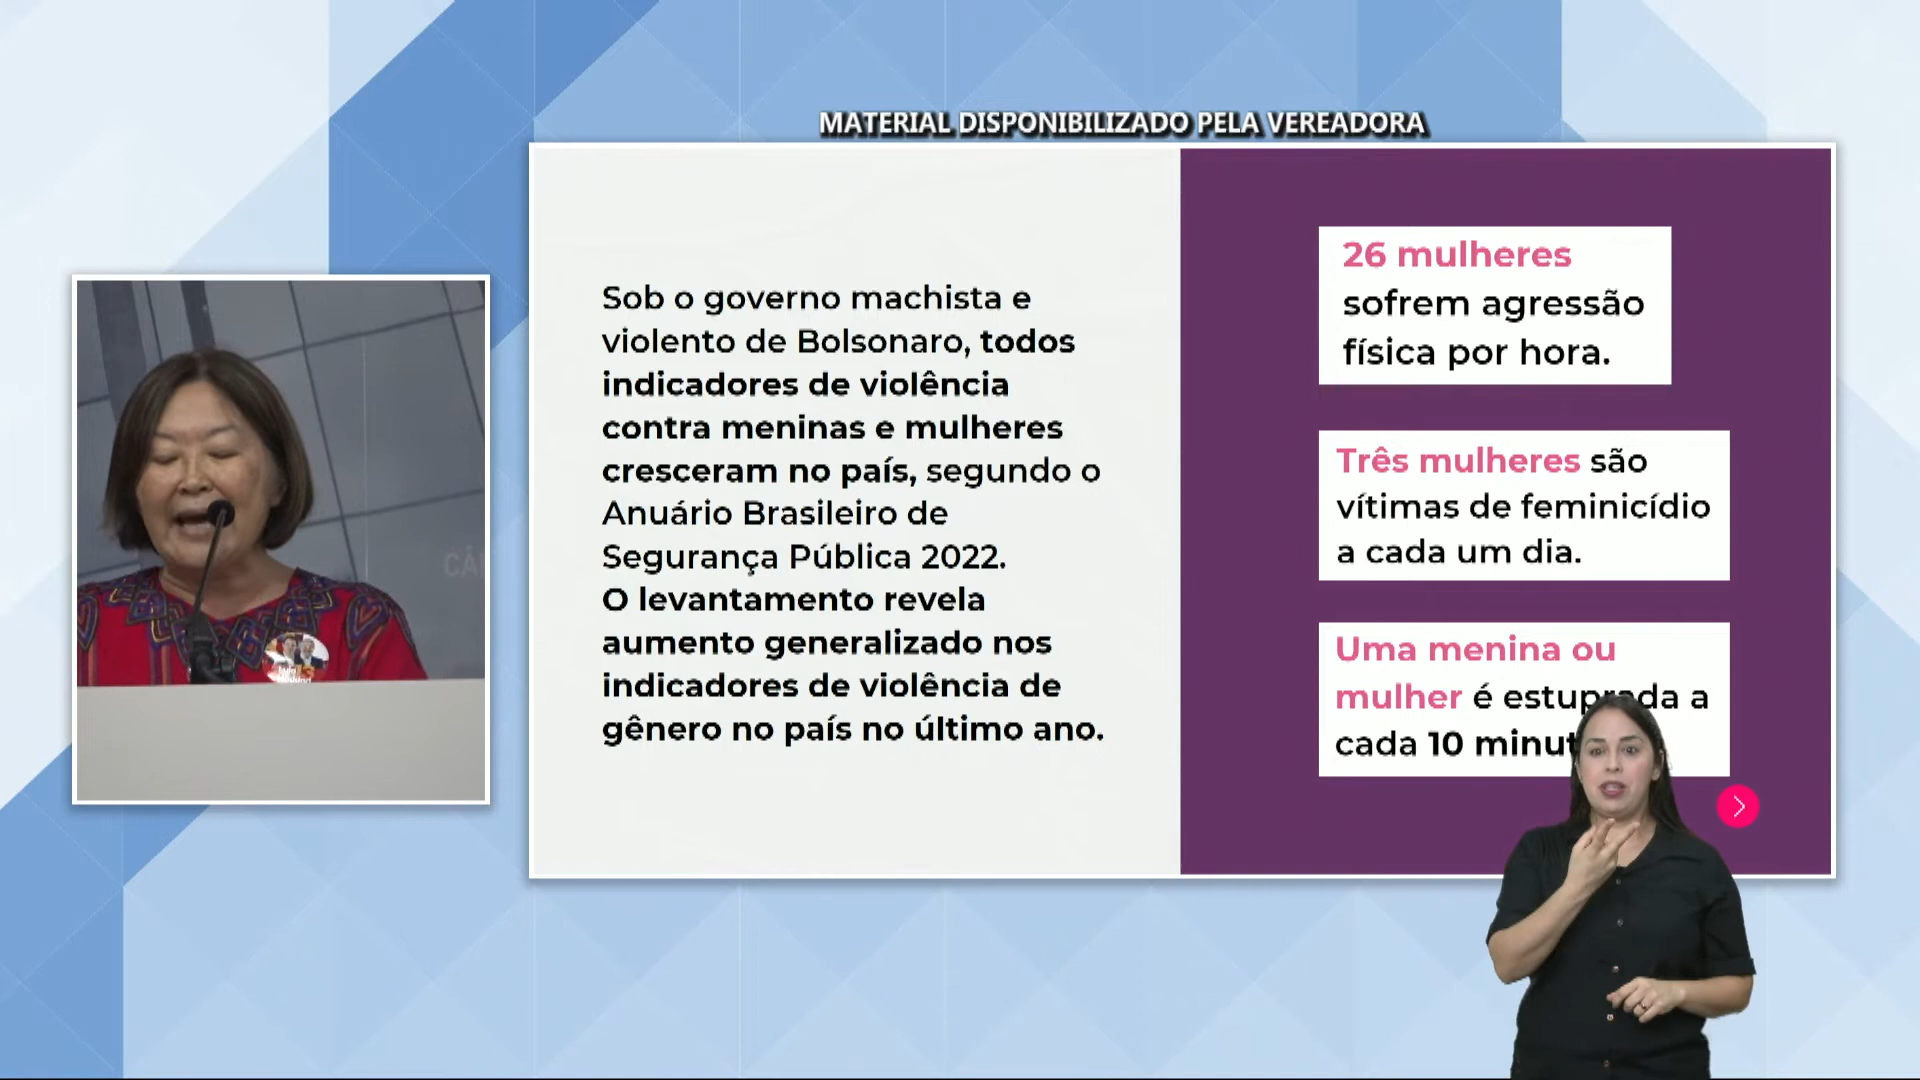 MATERIAL DISPONIBILIZADO PELA VEREADORA
Sob o governo machista e
violento de Bolsonaro, todos
indicadores de violência
contra meninas e mulheres
cresceram no país, segundo o
Anuário Brasileiro de
Segurança Pública 2022.
O levantamento revela
aumento generalizado nos
indicadores de violência de
gênero no país no último ano.
26 mulheres
sofrem agressão
física por hora.
Três mulheres são
vítimas de feminicídio
a cada um dia.
Uma menina ou
mulher é estuprada a
cada 10 minut